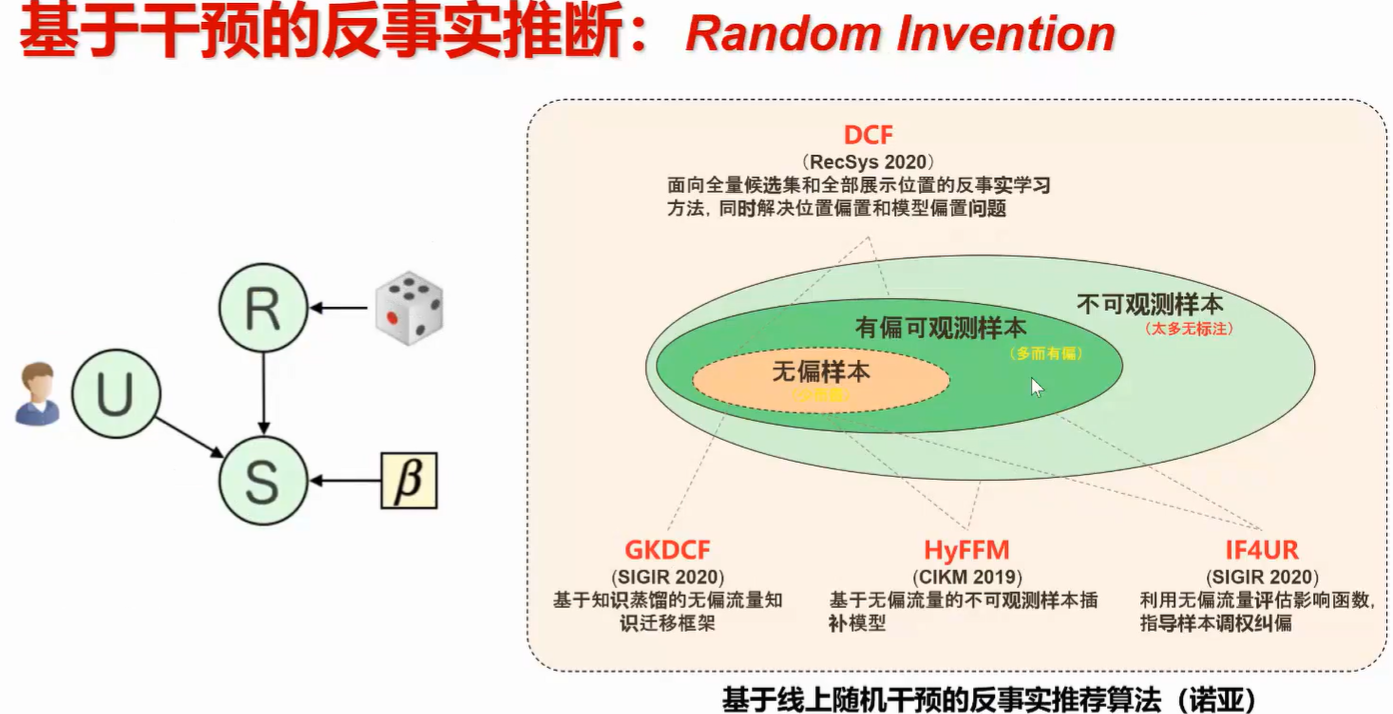 基于干预的反事实推断： Random Invention
DCF
（RecSys 2020）
面向全量候选集和全部展示位置的反事实学习
方法, 同时解决位置偏置和模型偏置问题
R
U
S
β
不可观测样本
（太多无标注）
有偏可观测样本
（多而有偏）
无偏样本
GKDCF
(SIGIR 2020)
基于知识蒸馏的无偏流量知
识迁移框架
HyFFM
(CIKM 2019)
基于无偏流量的不可观测样本插
补模型
IF4UR
(SIGIR 2020)
利用无偏流量评估影响函数,
指导样本调权纠偏
基于线上随机干预的反事实推荐算法（诺亚）